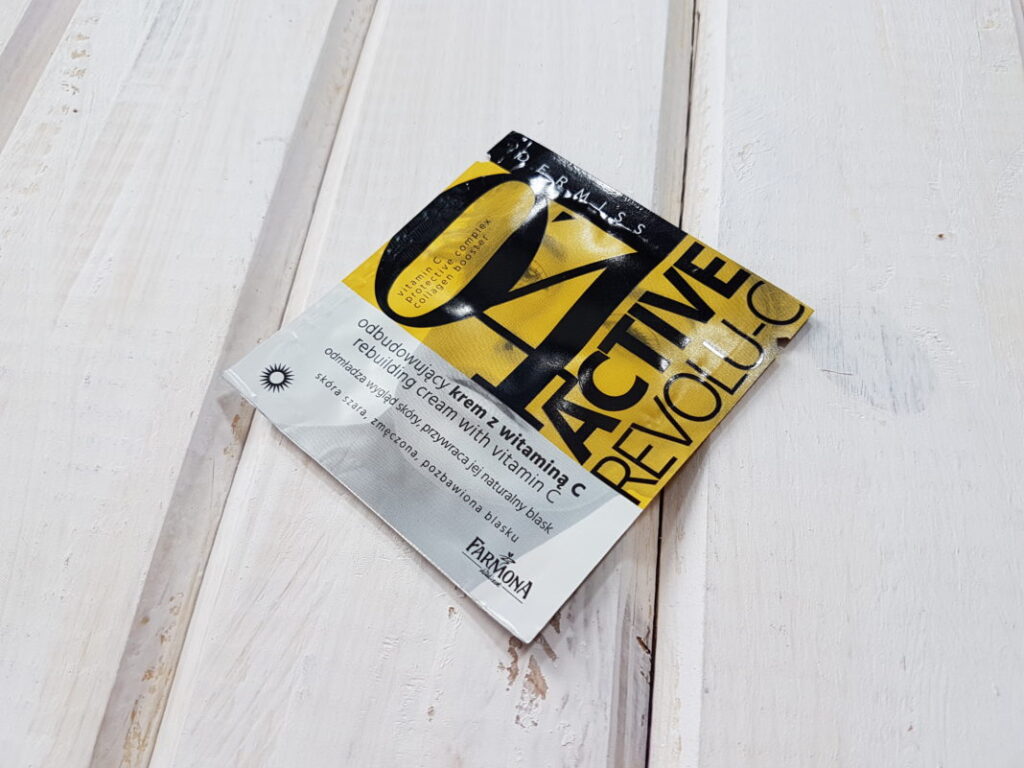 DERMISS
04
vitamin C
protective complex
collagen booster
ACTIVE
REVOLU-C
odbudowujący krem z witaminą C
rebuilding cream with vitamin C
odmładza wygląd skóry, przywraca jej naturalny blask
skóra szara, zmęczona, pozbawiona blasku
FARMONA